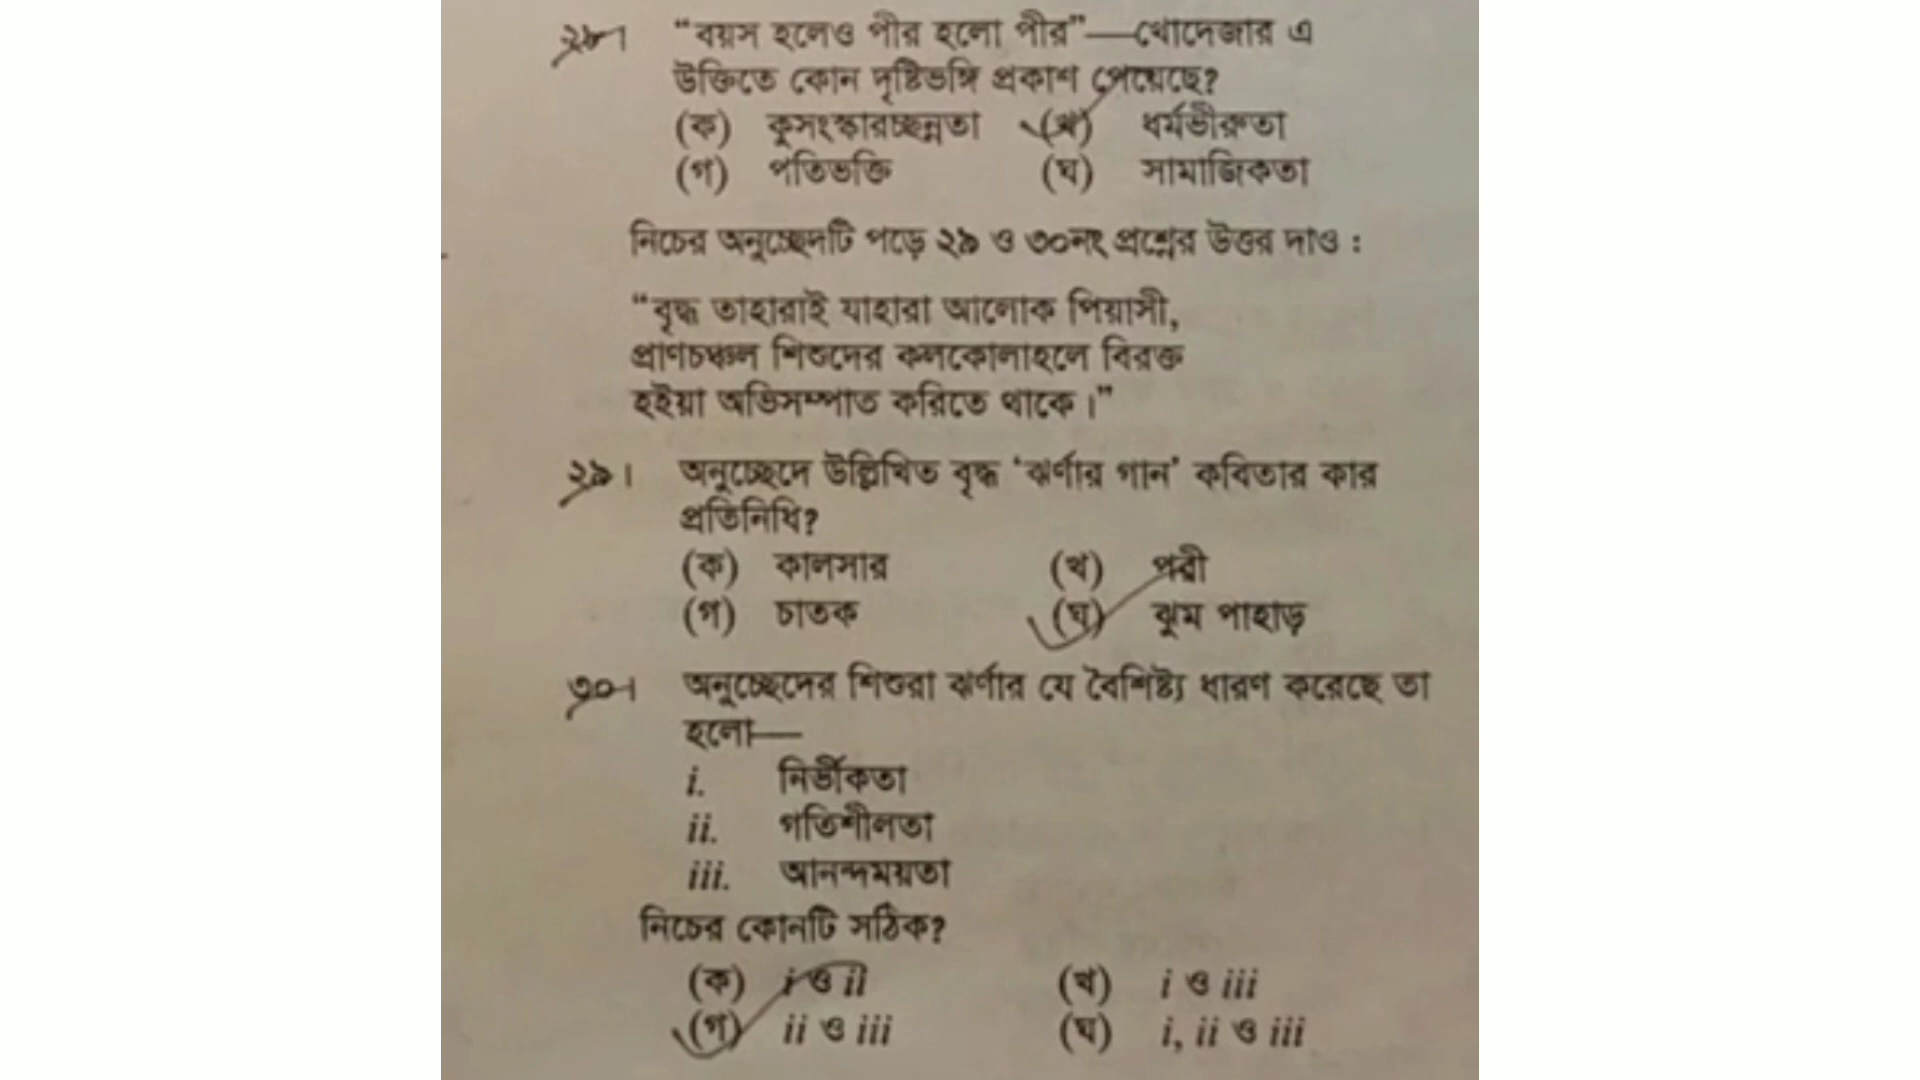 ২৮। “বয়স হলেও পীর হলো পীর”—খোদেজার এ
উক্তিতে কোন দৃষ্টিভঙ্গি প্রকাশ পেয়েছে?
(ক) কুসংস্কারাচ্ছন্নতা (খ) ধর্মভীরুতা
(গ) পতিভক্তি (ঘ) সামাজিকতা
নিচের অনুচ্ছেদটি পড়ে ২৯ ও ৩০নং প্রশ্নের উত্তর দাও :
“বৃদ্ধ তাহারাই যাহারা আলোক পিয়াসী,
প্রাণচঞ্চল শিশুদের কলকোলাহলে বিরক্ত
হইয়া অভিসম্পাত করিতে থাকে।”
২৯। অনুচ্ছেদে উল্লিখিত বৃদ্ধ ‘ঝর্ণার গান’ কবিতার কার
প্রতিনিধি?
(ক) কালসার (খ) পরী
(গ) চাতক (ঘ) ঝুম পাহাড়
৩০। অনুচ্ছেদের শিশুরা ঝর্ণার যে বৈশিষ্ট্য ধারণ করেছে তা
হলো—
i. নির্ভীকতা
ii. গতিশীলতা
iii. আনন্দময়তা
নিচের কোনটি সঠিক?
(ক) i ও ii (খ) i ও iii
(গ) ii ও iii (ঘ) i, ii ও iii